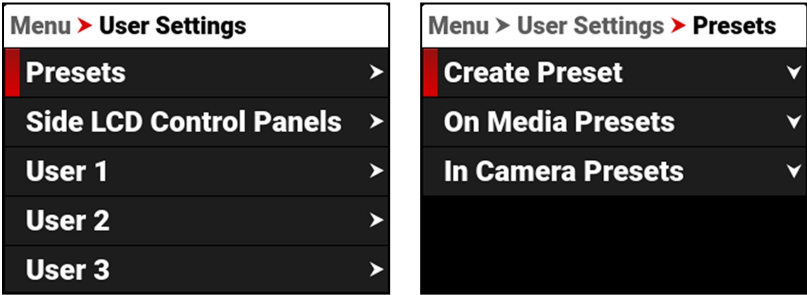 Menu ➤ User Settings
Presets
Side LCD Control Panels
User 1
User 2
User 3
Menu ➤ User Settings ➤ Presets
Create Preset
On Media Presets
In Camera Presets